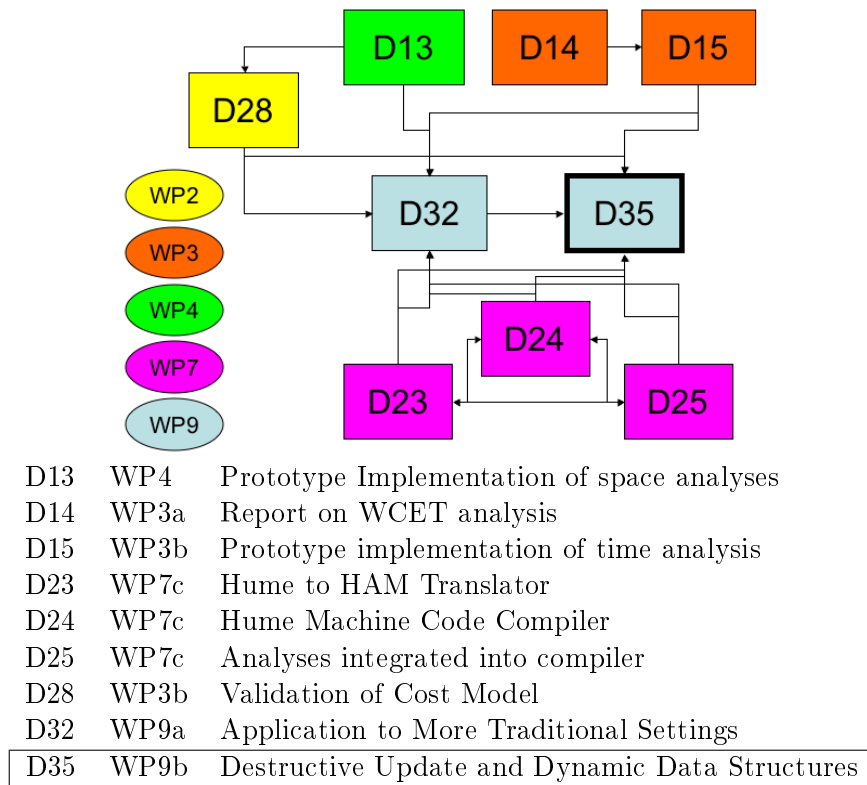 D13 D14 D15
D28
WP2
D32 D35
WP3
WP4
D24
WP7
D23 D25
WP9
D13 WP4 Prototype Implementation of space analyses
D14 WP3a Report on WCET analysis
D15 WP3b Prototype implementation of time analysis
D23 WP7c Hume to HAM Translator
D24 WP7c Hume Machine Code Compiler
D25 WP7c Analyses integrated into compiler
D28 WP3b Validation of Cost Model
D32 WP9a Application to More Traditional Settings
D35 WP9b Destructive Update and Dynamic Data Structures